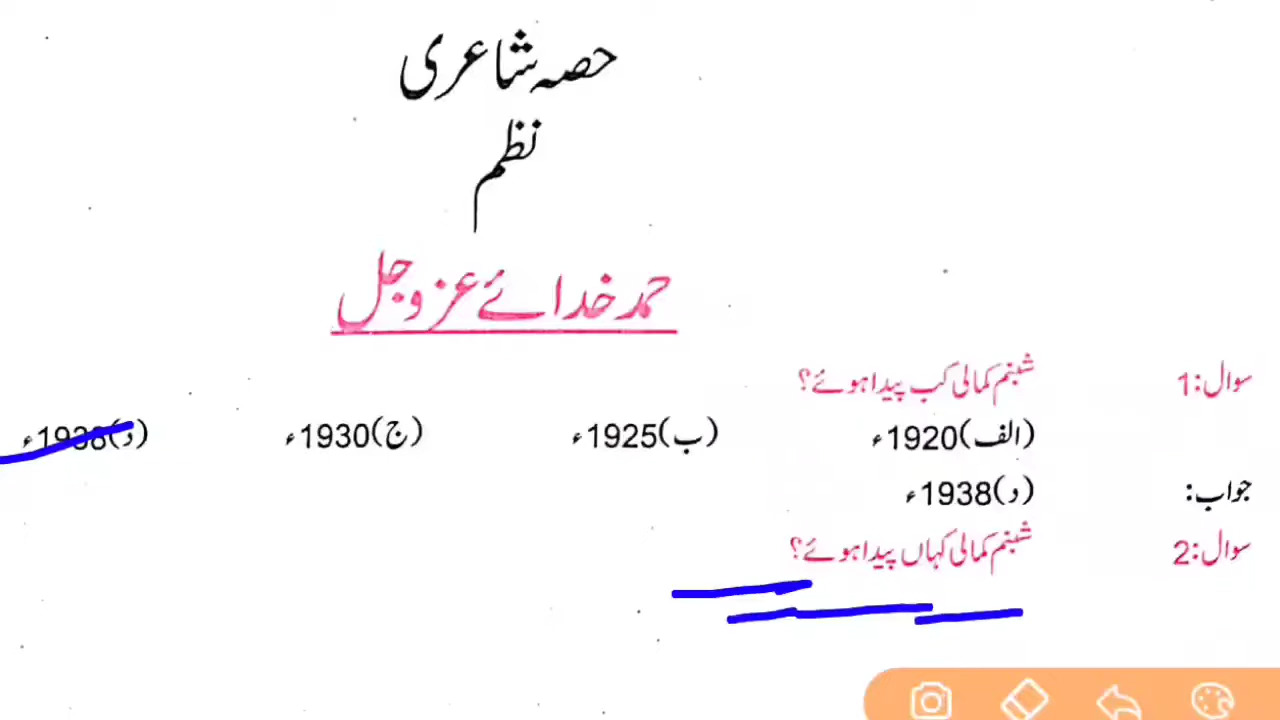 حصہ شاعری
نظم
حمد خدائے عز و جل
سوال:1 شبنم کمالی کب پیدا ہوئے؟
(الف)1920ء (ب)1925ء (ج)1930ء (د)1938ء
جواب: (د)1938ء
سوال:2 شبنم کمالی کہاں پیدا ہوئے؟